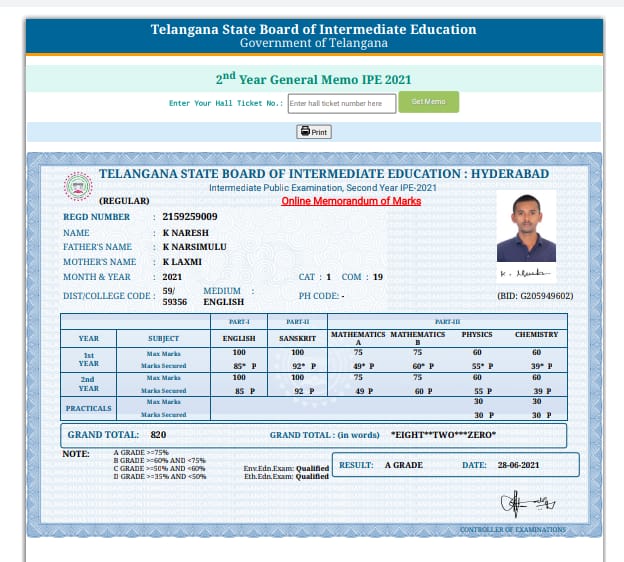 Telangana State Board of Intermediate Education
Government of Telangana
2nd Year General Memo IPE 2021
Enter Your Hall Ticket No.: Enter hall ticket number here Get Memo
Print
TELANGANA STATE BOARD OF INTERMEDIATE EDUCATION : HYDERABAD
Intermediate Public Examination, Second Year IPE-2021
(REGULAR) Online Memorandum of Marks
REGD NUMBER : 2159259009
NAME : K NARESH
FATHER'S NAME : K NARSIMULU
MOTHER'S NAME : K LAXMI
MONTH & YEAR : 2021 CAT : 1 COM : 19
DIST/COLLEGE CODE : 59/ 59356 MEDIUM : ENGLISH PH CODE: - (BID: G205949602)
PART-I PART-II PART-III
YEAR SUBJECT ENGLISH SANSKRIT MATHEMATICS A MATHEMATICS B PHYSICS CHEMISTRY
1st YEAR Max Marks 100 100 75 75 60 60
Marks Secured 85* P 92* P 49* P 60* P 55* P 39* P
2nd YEAR Max Marks 100 100 75 75 60 60
Marks Secured 85 P 92 P 49 P 60 P 55 P 39 P
PRACTICALS Max Marks 30 30
Marks Secured 30 P 30 P
GRAND TOTAL: 820 GRAND TOTAL : (in words) *EIGHT**TWO***ZERO*
NOTE: A GRADE >=75%
B GRADE >=60% AND <75%
C GRADE >=50% AND <60% Env.Edn.Exam: Qualified
D GRADE >=35% AND <50% Eth.Edn.Exam: Qualified
RESULT: A GRADE DATE: 28-06-2021
CONTROLLER OF EXAMINATIONS